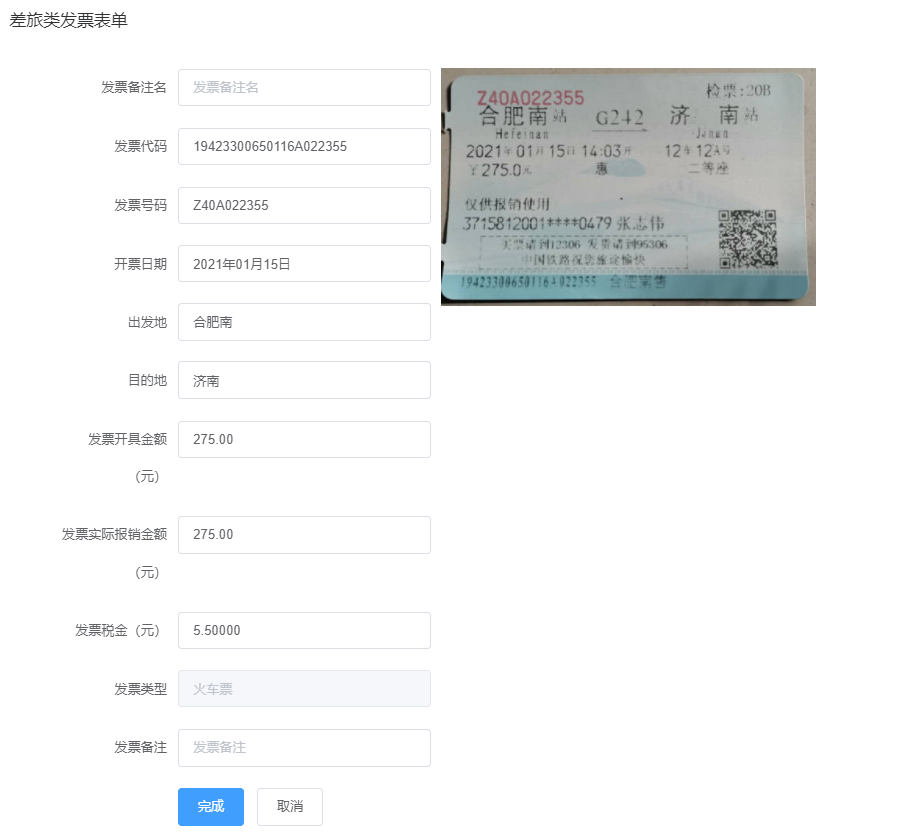 差旅类发票表单
发票备注名 发票备注名
发票代码 19423300650116A022355
发票号码 Z40A022355
开票日期 2021年01月15日
出发地 合肥南
目的地 济南
发票开具金额 275.00
（元）
发票实际报销金额 275.00
（元）
发票税金（元） 5.50000
发票类型 火车票
发票备注 发票备注
完成 取消
Z40A022355 检票:20B
合肥南站 G242 济南站
Hefeinan Jinan
2021年01月15日14:03开 12车12A号
￥275.0元 惠 二等座
仅供报销使用
3715812001****0479 张志伟
买票请到12306 发货请到95306
中国铁路祝您旅途愉快
19423300650116A022355 合肥南售